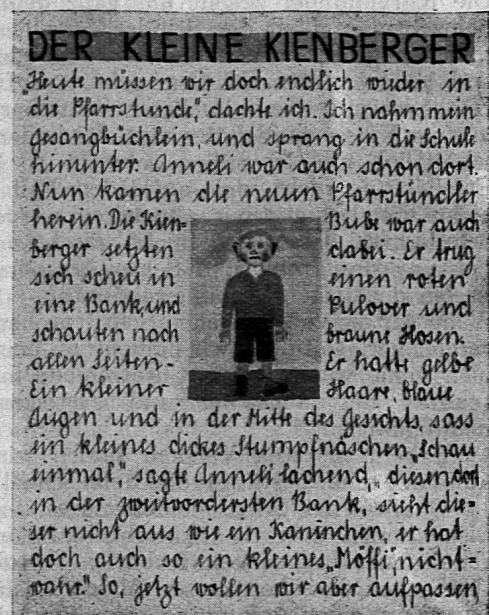 DER KLEINE KIENBERGER
„Heute müssen wir doch endlich wieder in
die Pfarrstunde," dachte ich. Ich nahm mein
Gesangbüchlein, und sprang in die Schule
hinunter. Anneli war auch schon dort.
Nun kamen die neuen Pfarrstündler
herein. Die Kien-
berger setzten
sich scheu in
eine Bank, und
schauten nach
allen Seiten.
Ein kleiner
Bube war auch
dabei. Er trug
einen roten
Pulover und
braune Hosen.
Er hatte gelbe
Haare, blaue
Augen und in der Mitte des Gesichts, sass
ein kleines dickes Stumpfnäschen. „Schau
einmal," sagte Anneli lachend, „diesen dort
in der zweitvordersten Bank, sieht die-
ser nicht aus wie ein Kaninchen, er hat
doch auch so ein kleines „Möffi", nicht-
wahr." So, jetzt wollen wir aber aufpassen